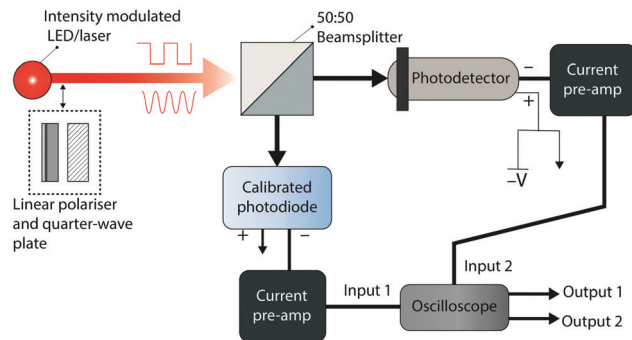 Intensity modulated
LED/laser
50:50
Beamsplitter
Photodetector
−
+
Current
pre-amp
−V
Linear polariser
and quarter-wave
plate
Calibrated
photodiode
+
−
Current
pre-amp
Input 1
Input 2
Oscilloscope
Output 1
Output 2